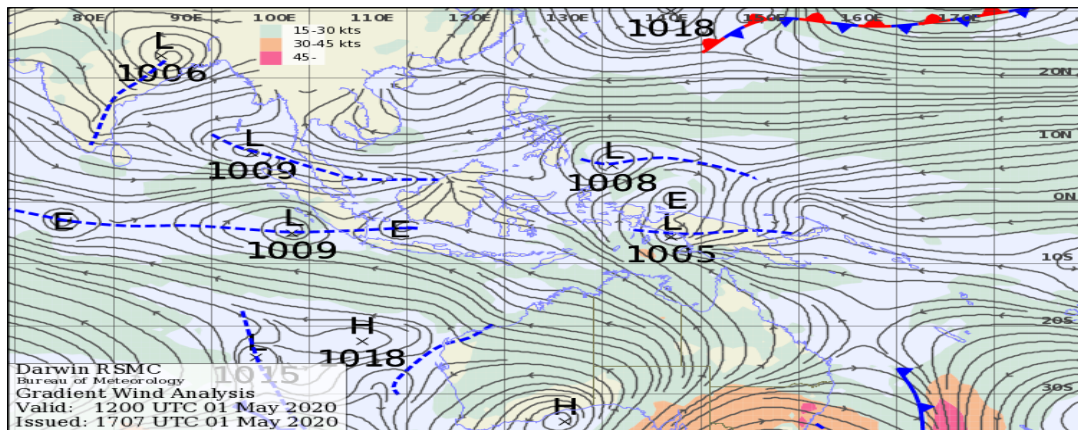 80E 90E 100E 110E 120E 130E 140E 150E 160E 170E
15-30 kts
30-45 kts
45-
1018
L
1006
20N
L
1009
10N
L
1008
E
0N
E
L
1009
E
L
1005
10S
H
1018
20S
L
1015
30S
H
Darwin RSMC
Bureau of Meteorology
Gradient Wind Analysis
Valid: 1200 UTC 01 May 2020
Issued: 1707 UTC 01 May 2020